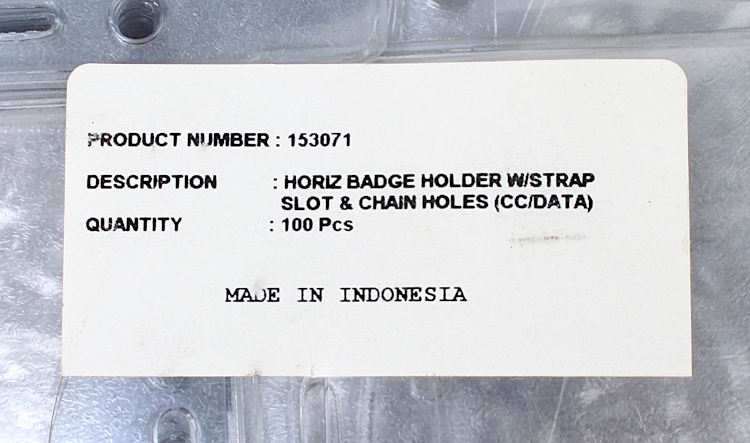 PRODUCT NUMBER : 153071
DESCRIPTION : HORIZ BADGE HOLDER W/STRAP
SLOT & CHAIN HOLES (CC/DATA)
QUANTITY : 100 Pcs
MADE IN INDONESIA